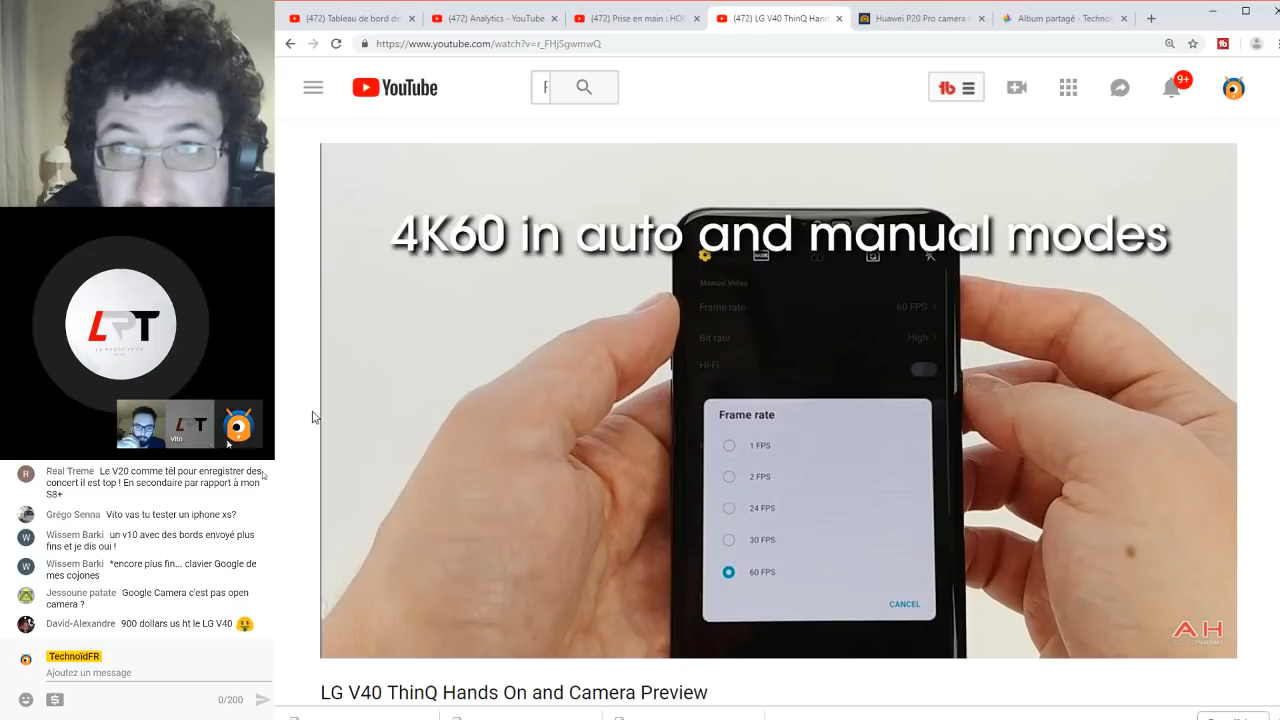 (472) Tableau de bord de
(472) Analytics - YouTube
(472) Prise en main : HO
(472) LG V40 ThinQ Hand
Huawei P20 Pro camera s
Album partagé - Techno
https://www.youtube.com/watch?v=r_FHjSgwmcQ
YouTube
F
tb
9+
4K60 in auto and manual modes
Manual Video
Frame rate
60 FPS
Bit rate
High
Hi-Fi
Frame rate
1 FPS
2 FPS
24 FPS
30 FPS
60 FPS
CANCEL
AH
LG V40 ThinQ Hands On and Camera Preview
LRT
LRT
vito
R
Real Treme Le V20 comme tél pour enregistrer des
concert il est top ! En secondaire par rapport à mon
S8+
Grégo Senna Vito vas tu tester un iphone xs?
W
Wissem Barki un v10 avec des bords envoyé plus
fins et je dis oui !
W
Wissem Barki *encore plus fin... clavier Google de
mes cojones
Jessoune patate Google Camera c'est pas open
camera ?
David-Alexandre 900 dollars us ht le LG V40
TechnoïdFR
Ajoutez un message
0/200